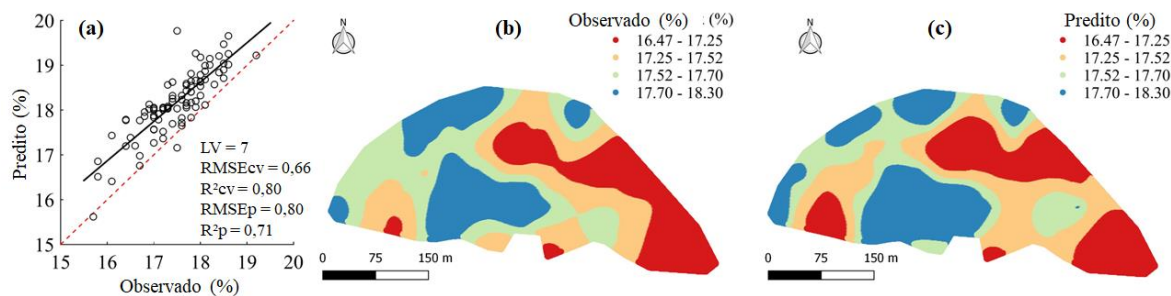 (a)
Predito (%)
20
19
18
17
16
15
LV = 7
RMSEcv = 0,66
R²cv = 0,80
RMSEp = 0,80
R²p = 0,71
15 16 17 18 19 20
Observado (%)
N
(b)
Observado (%)
16.47 - 17.25
17.25 - 17.52
17.52 - 17.70
17.70 - 18.30
0 75 150 m
N
(c)
Predito (%)
16.47 - 17.25
17.25 - 17.52
17.52 - 17.70
17.70 - 18.30
0 75 150 m